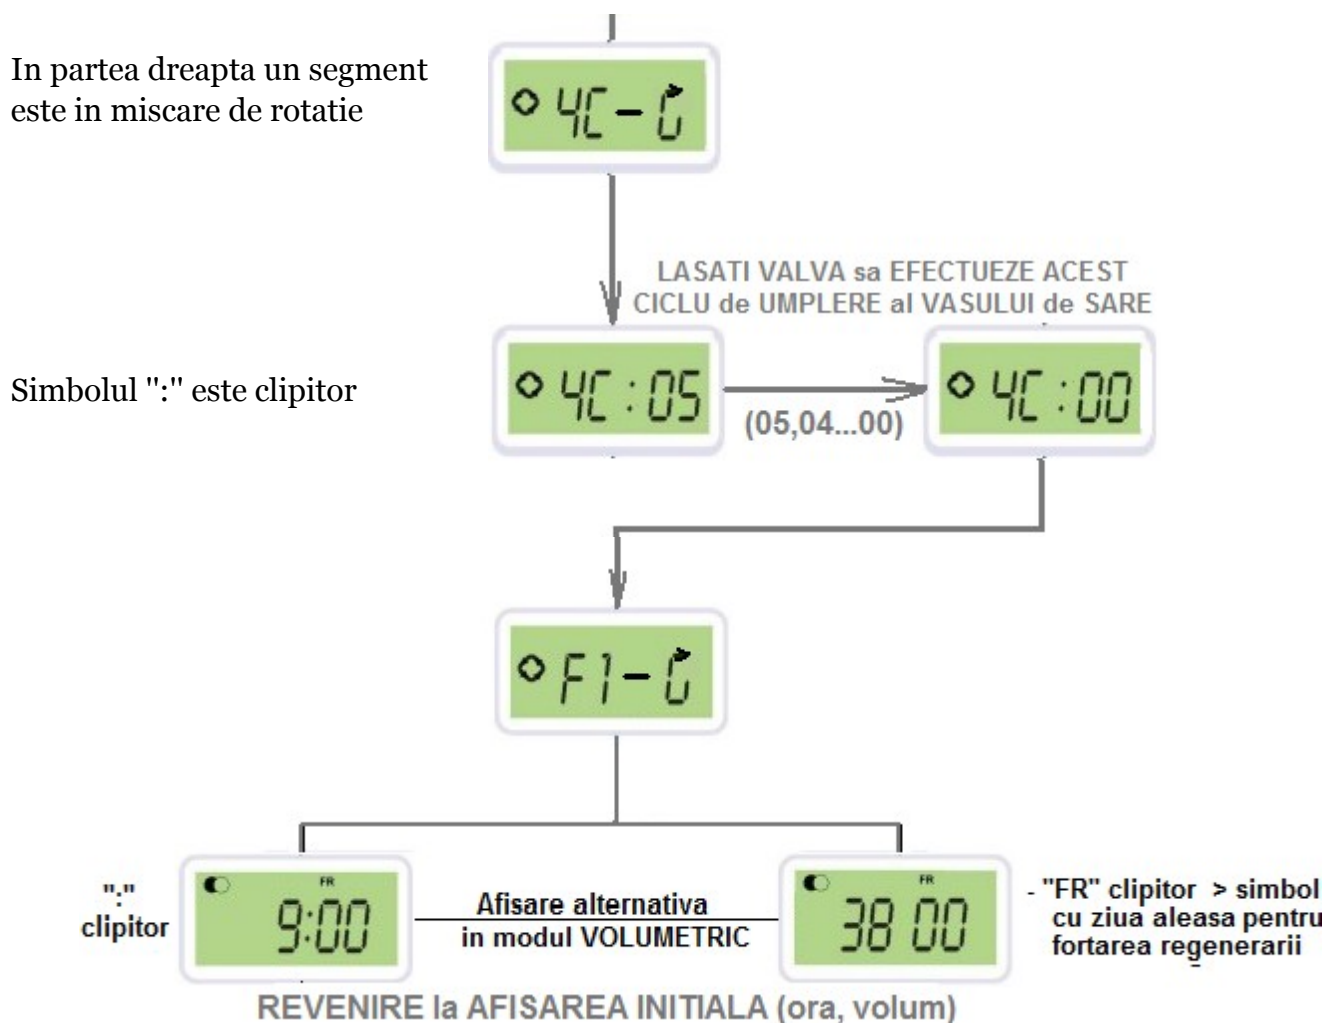 In partea dreapta un segment
este in miscare de rotatie
4C-
LASATI VALVA sa EFECTUEZE ACEST
CICLU de UMPLERE al VASULUI de SARE
Simbolul ":" este clipitor
4C:05
(05,04...00)
4C:00
F1-
":"
clipitor
FR
9:00
Afisare alternativa
in modul VOLUMETRIC
FR
38 00
- "FR" clipitor > simbol
cu ziua aleasa pentru
fortarea regenerarii
REVENIRE la AFISAREA INITIALA (ora, volum)